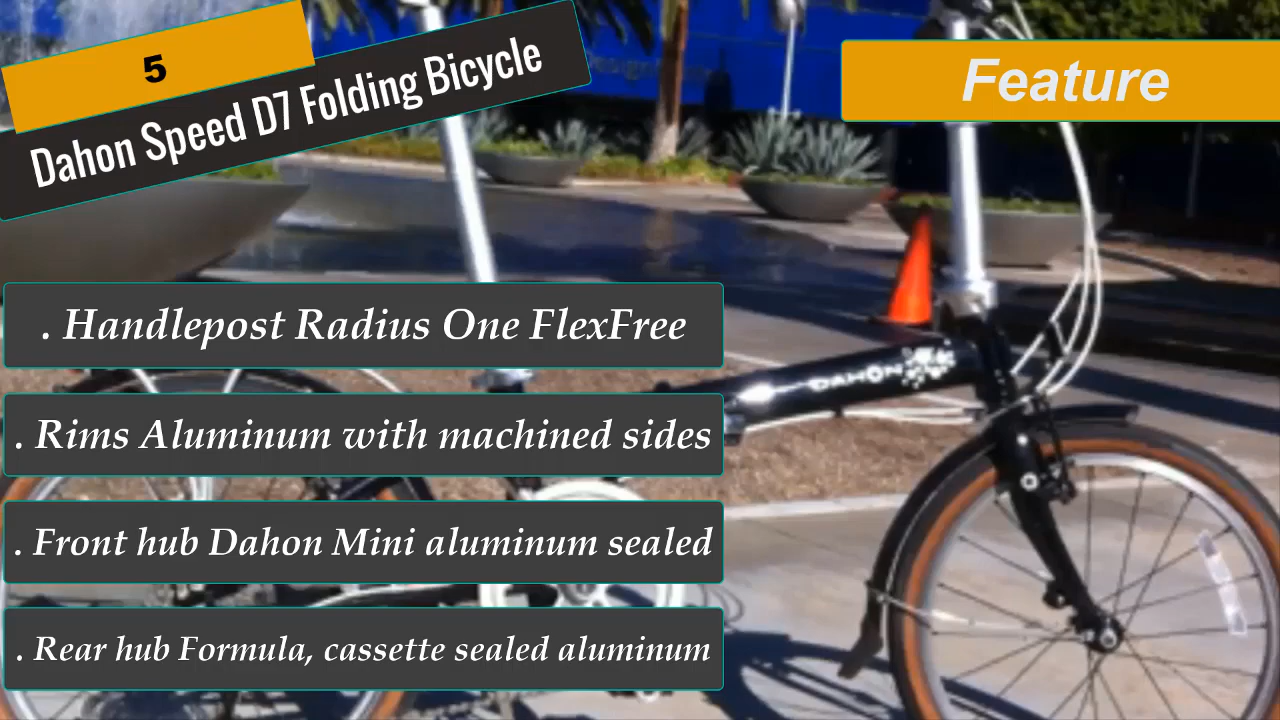 5
Dahon Speed D7 Folding Bicycle
Feature
. Handlepost Radius One FlexFree
. Rims Aluminum with machined sides
. Front hub Dahon Mini aluminum sealed
. Rear hub Formula, cassette sealed aluminum
DAHON